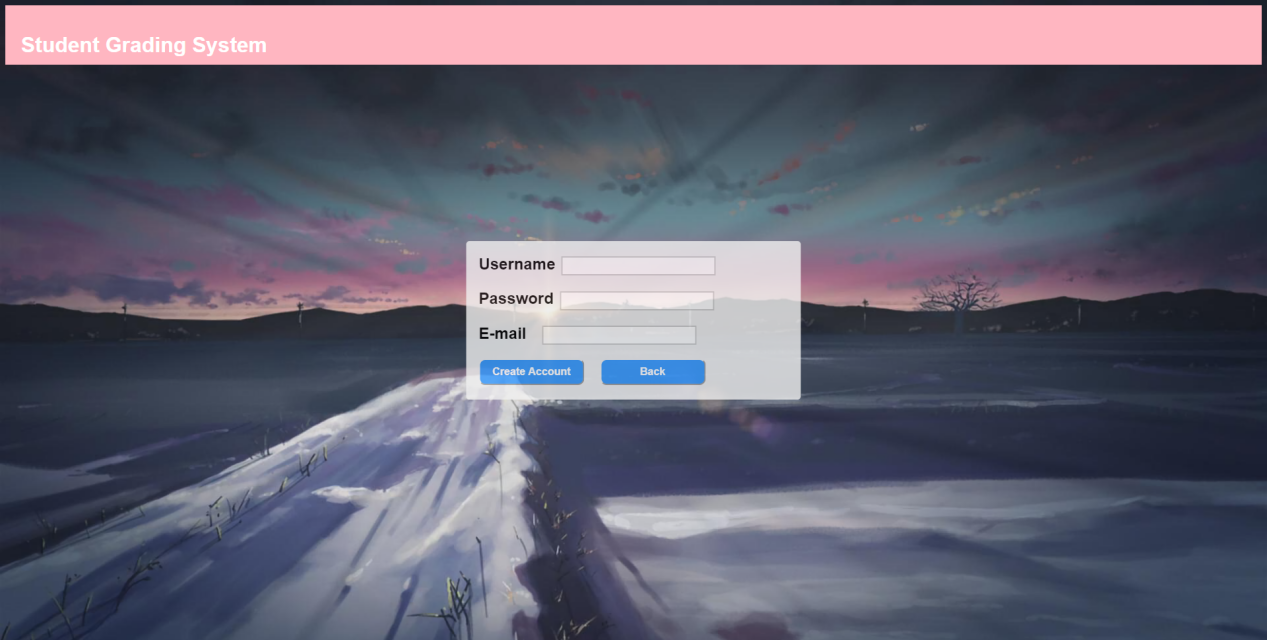 Student Grading System
Username
Password
E-mail
Create Account Back